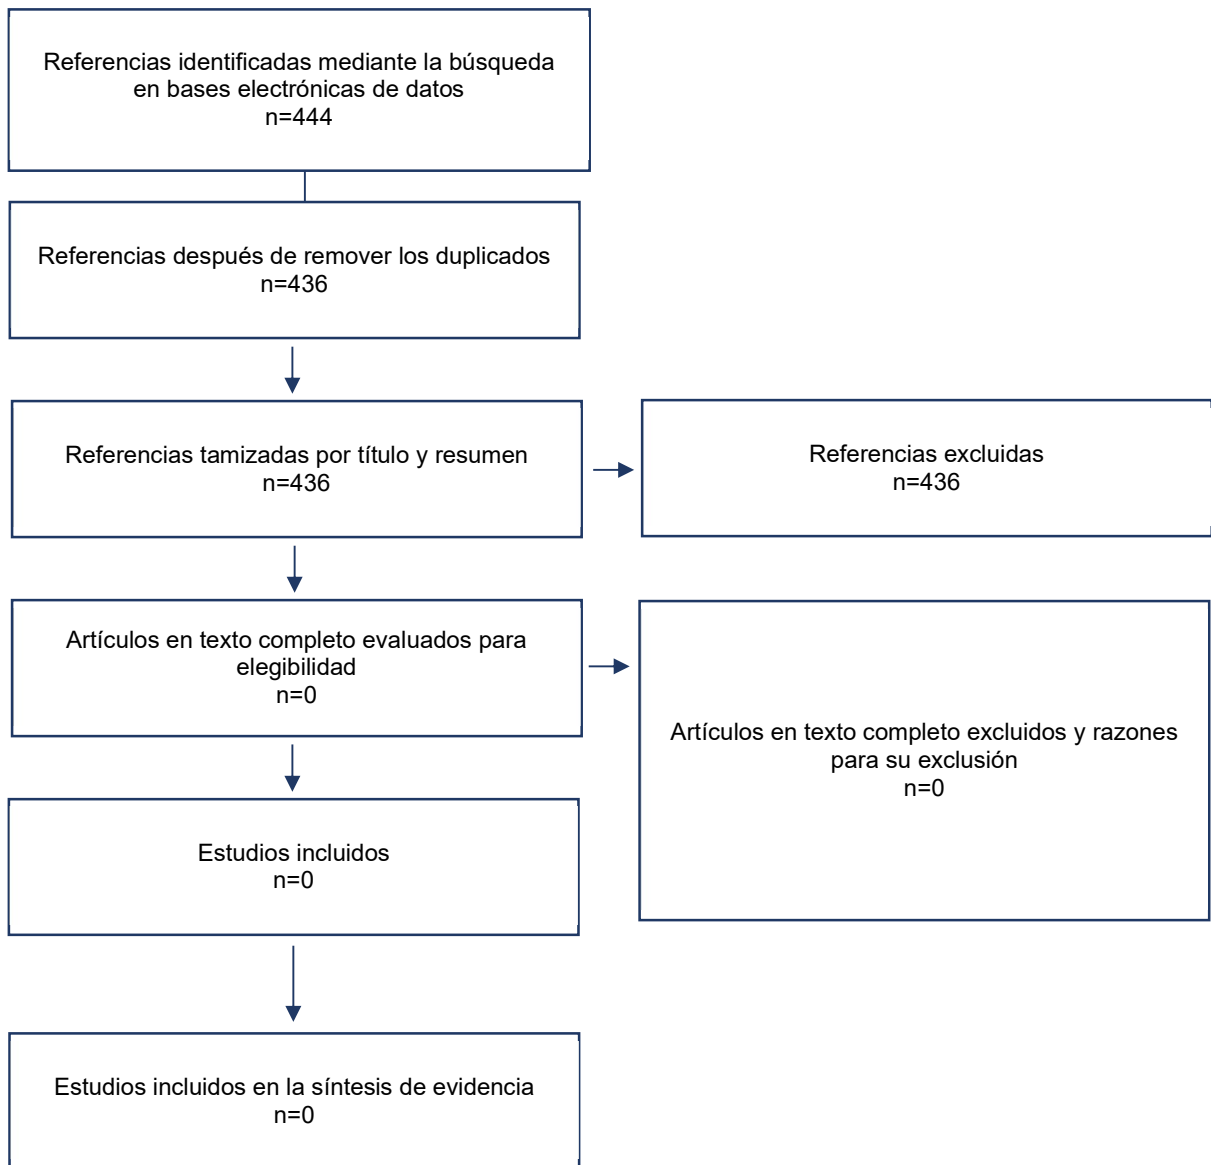 Referencias identificadas mediante la búsqueda
en bases electrónicas de datos
n=444
Referencias después de remover los duplicados
n=436
Referencias tamizadas por título y resumen
n=436
Referencias excluidas
n=436
Artículos en texto completo evaluados para
elegibilidad
n=0
Artículos en texto completo excluidos y razones
para su exclusión
n=0
Estudios incluidos
n=0
Estudios incluidos en la síntesis de evidencia
n=0